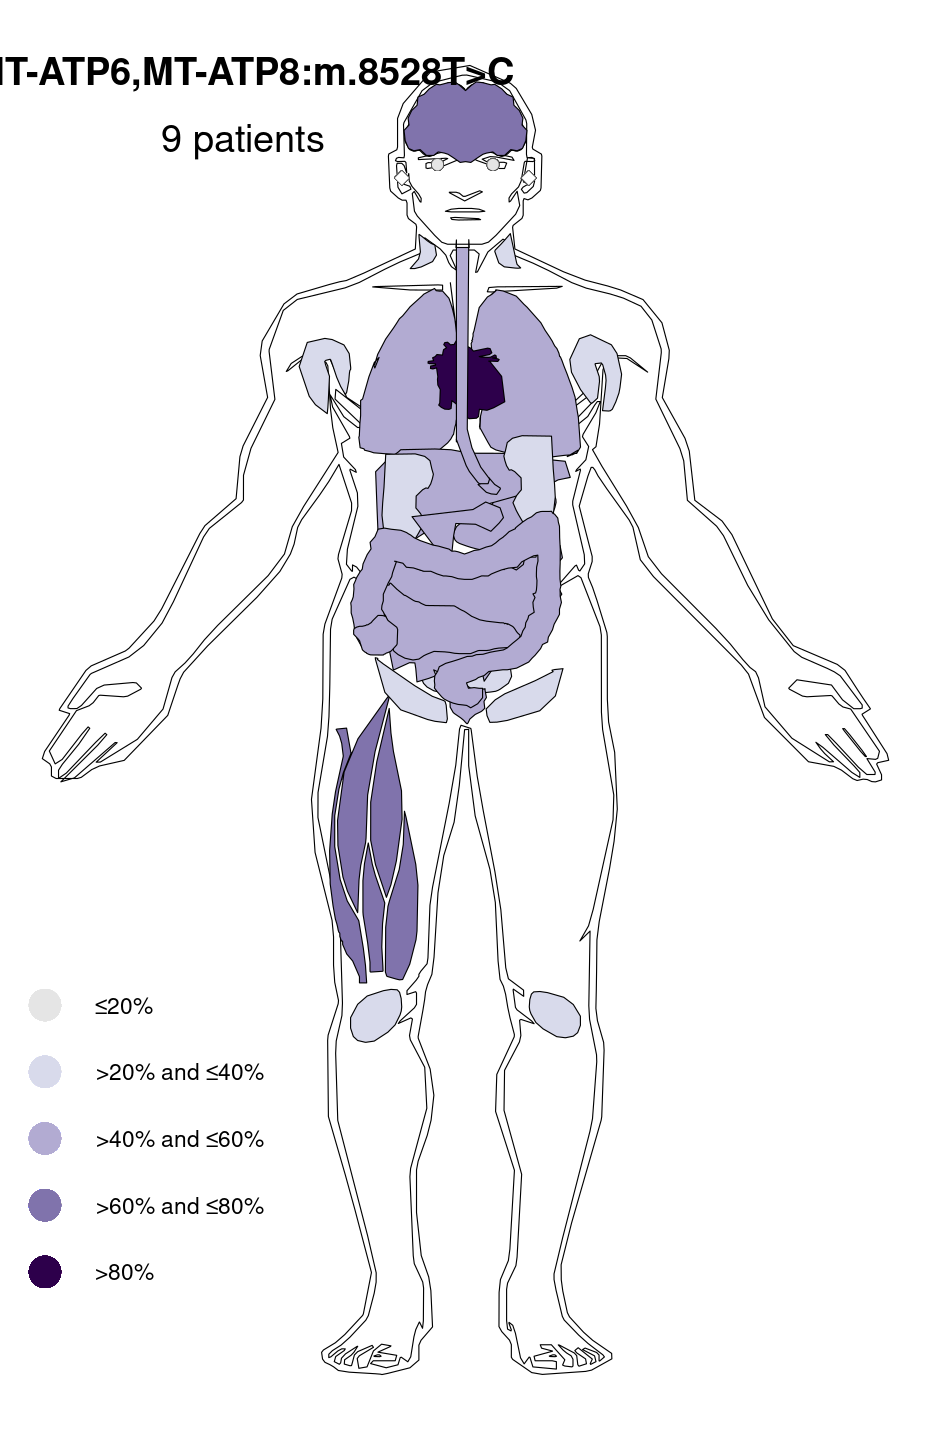 IT-ATP6,MT-ATP8:m.8528T>C
9 patients
≤20%
>20% and ≤40%
>40% and ≤60%
>60% and ≤80%
>80%